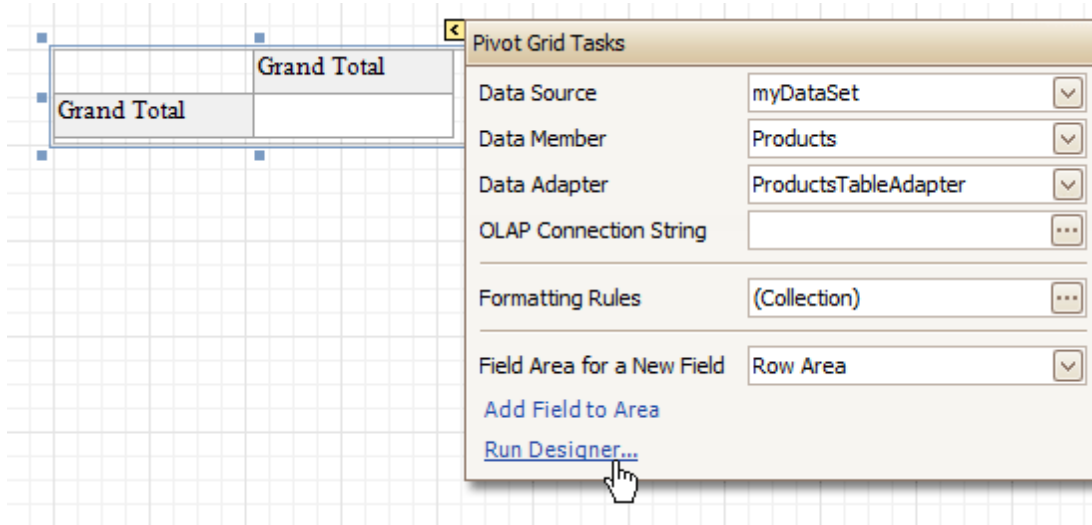 Pivot Grid Tasks
Grand Total
Grand Total
Data Source myDataSet
Data Member Products
Data Adapter ProductsTableAdapter
OLAP Connection String
Formatting Rules (Collection)
Field Area for a New Field Row Area
Add Field to Area
Run Designer...